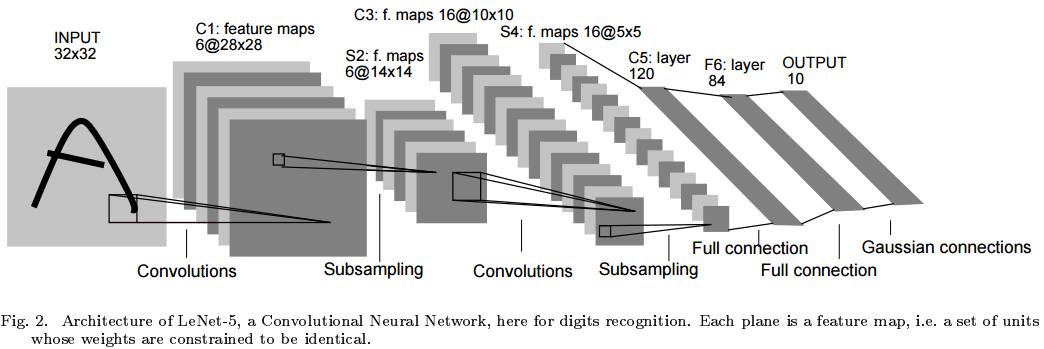 INPUT
32x32
C1: feature maps
6@28x28
S2: f. maps
6@14x14
C3: f. maps 16@10x10
S4: f. maps 16@5x5
C5: layer
120
F6: layer
84
OUTPUT
10
Convolutions
Subsampling
Convolutions
Subsampling
Full connection
Full connection
Gaussian connections
Fig. 2. Architecture of LeNet-5, a Convolutional Neural Network, here for digits recognition. Each plane is a feature map, i.e. a set of units
whose weights are constrained to be identical.